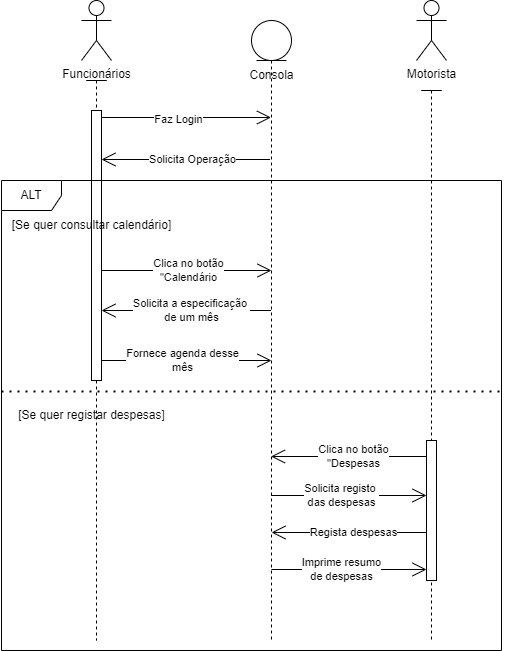 Funcionários
Consola
Motorista
Faz Login
Solicita Operação
ALT
[Se quer consultar calendário]
Clica no botão
"Calendário
Solicita a especificação
de um mês
Fornece agenda desse
mês
[Se quer registar despesas]
Clica no botão
"Despesas
Solicita registo
das despesas
Regista despesas
Imprime resumo
de despesas